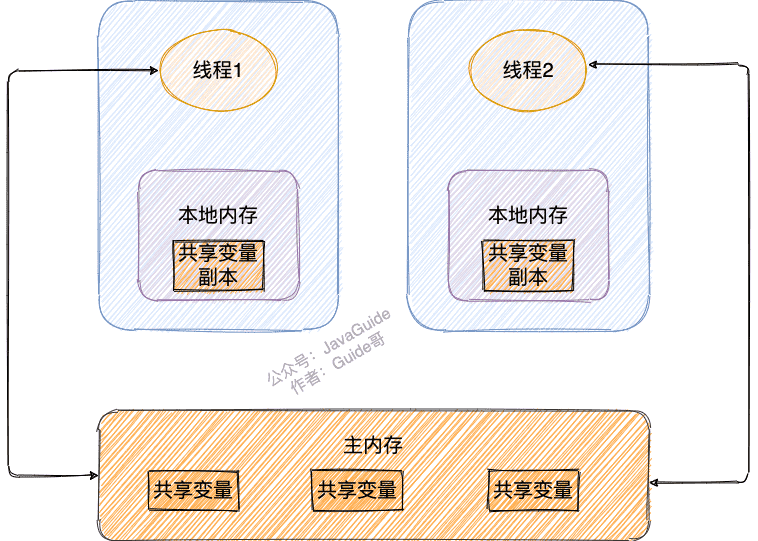 线程1
线程2
本地内存
共享变量
副本
本地内存
共享变量
副本
公众号：JavaGuide
作者：Guide哥
主内存
共享变量
共享变量
共享变量